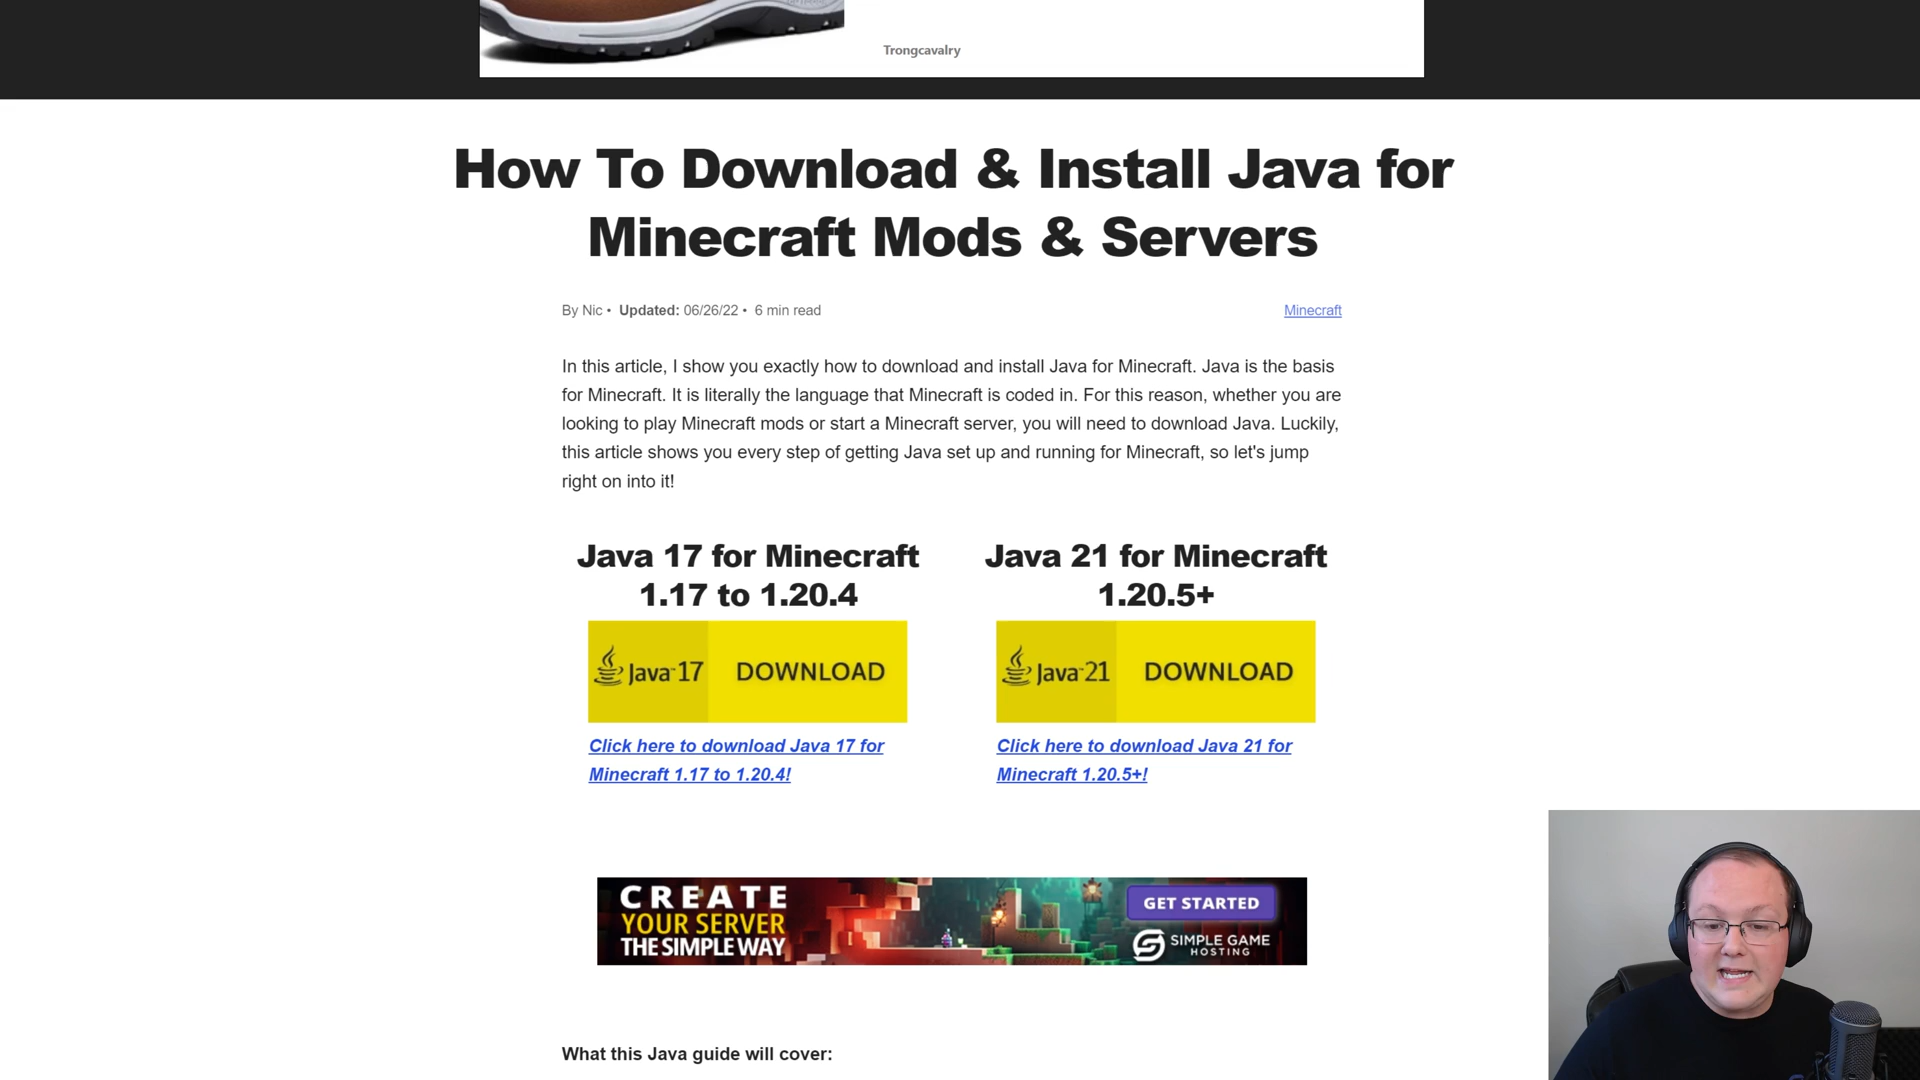 Trongcavalry
How To Download & Install Java for
Minecraft Mods & Servers
By Nic • Updated: 06/26/22 • 6 min read
Minecraft
In this article, I show you exactly how to download and install Java for Minecraft. Java is the basis
for Minecraft. It is literally the language that Minecraft is coded in. For this reason, whether you are
looking to play Minecraft mods or start a Minecraft server, you will need to download Java. Luckily,
this article shows you every step of getting Java set up and running for Minecraft, so let's jump
right on into it!
Java 17 for Minecraft
1.17 to 1.20.4
Java™17 DOWNLOAD
Click here to download Java 17 for
Minecraft 1.17 to 1.20.4!
Java 21 for Minecraft
1.20.5+
Java™21 DOWNLOAD
Click here to download Java 21 for
Minecraft 1.20.5+!
CREATE
YOUR SERVER
THE SIMPLE WAY
GET STARTED
SIMPLE GAME
HOSTING
What this Java guide will cover: